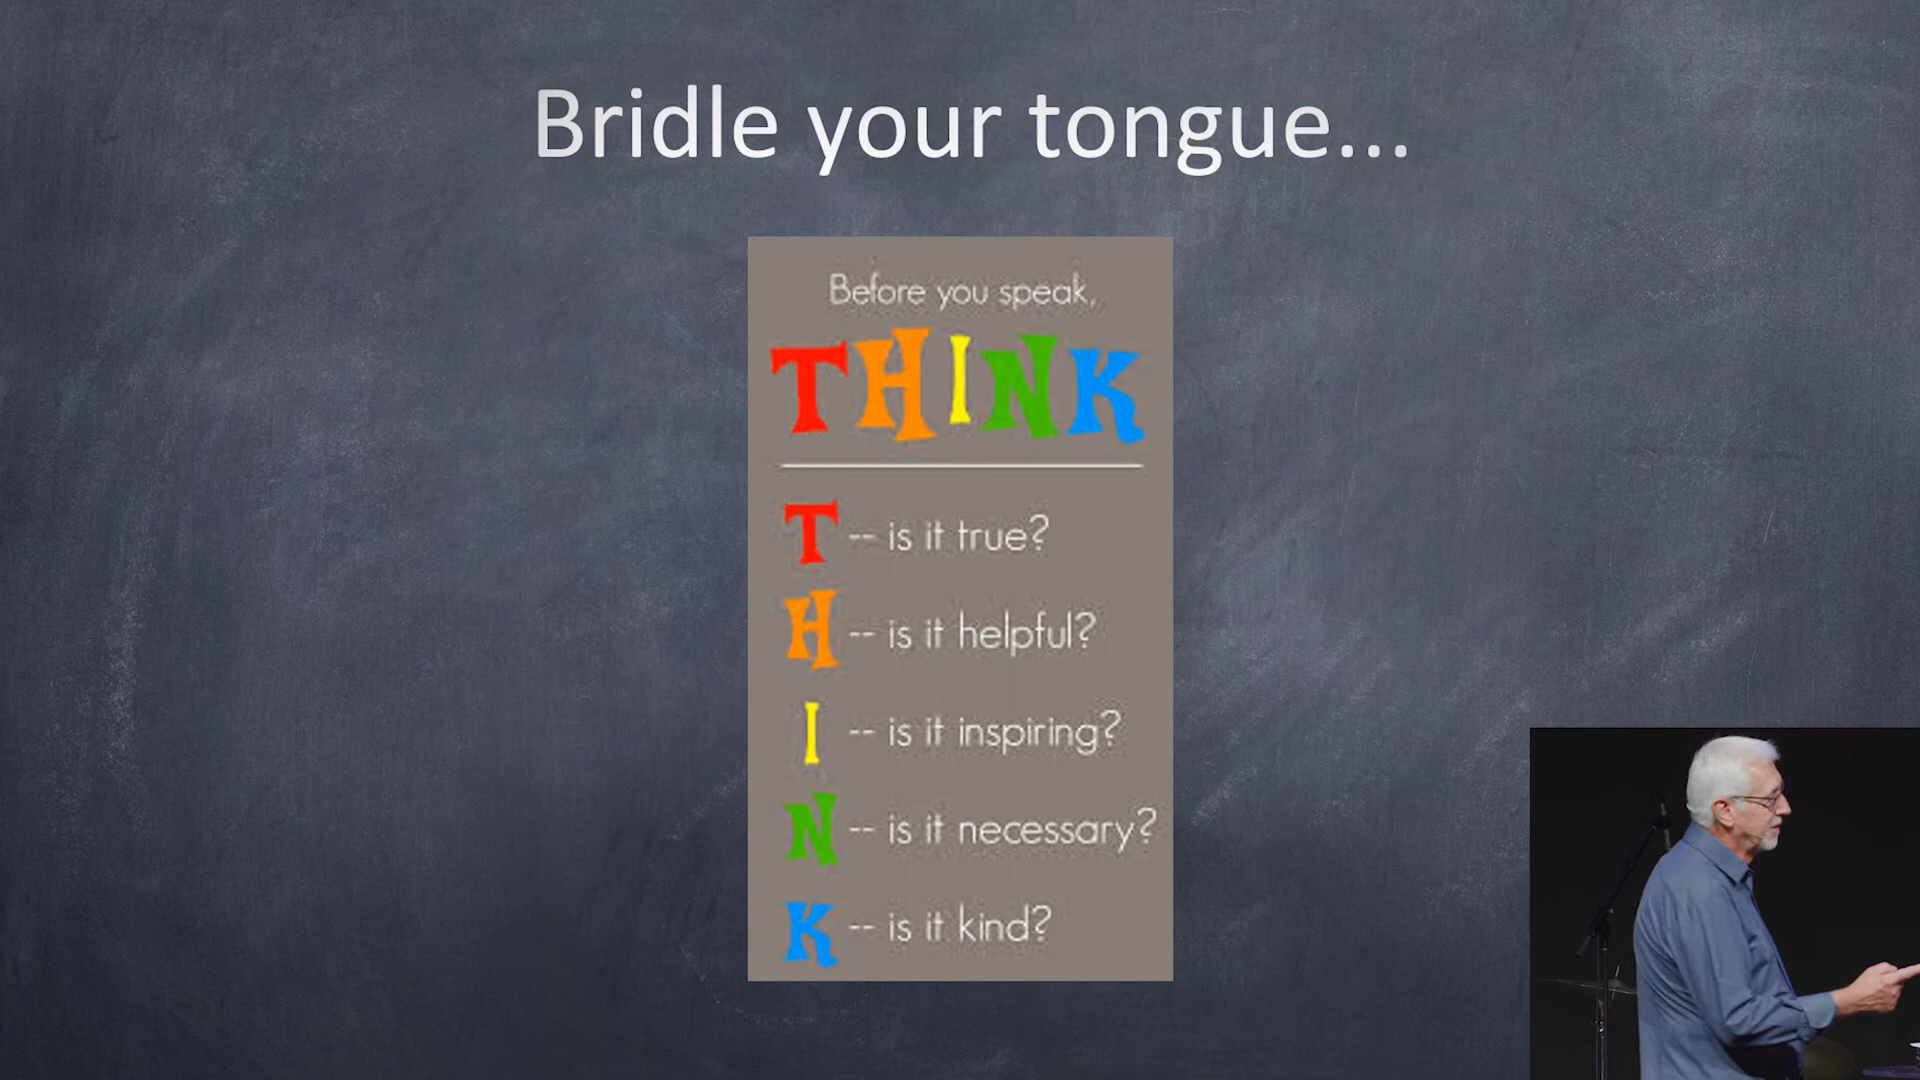 Bridle your tongue...
Before you speak,
THINK
T -- is it true?
H -- is it helpful?
I -- is it inspiring?
N -- is it necessary?
K -- is it kind?